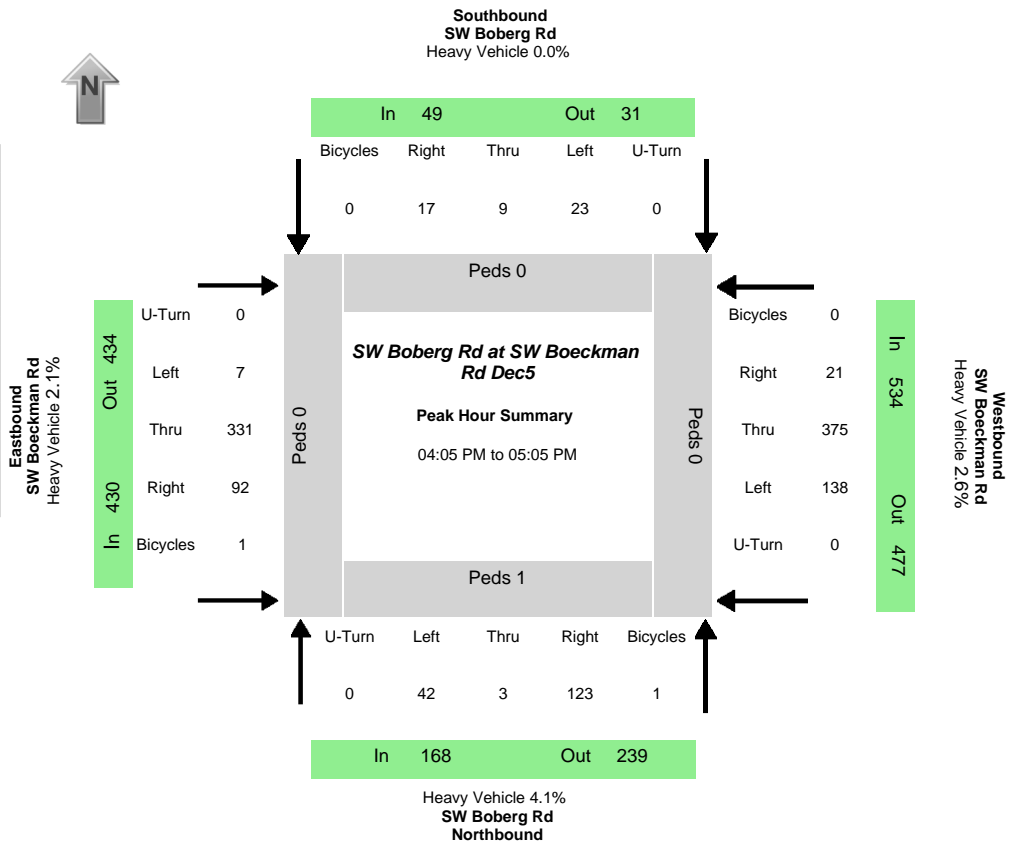 Southbound
SW Boberg Rd
Heavy Vehicle 0.0%
N
In 49 Out 31
Bicycles Right Thru Left U-Turn
0 17 9 23 0
Peds 0
Eastbound
SW Boeckman Rd
Heavy Vehicle 2.1%
In 430 Out 434
U-Turn 0
Left 7
Thru 331
Right 92
Bicycles 1
Peds 0
SW Boberg Rd at SW Boeckman
Rd Dec5
Peak Hour Summary
04:05 PM to 05:05 PM
Peds 0
Bicycles 0
Right 21
Thru 375
Left 138
U-Turn 0
In 534 Out 477
Westbound
SW Boeckman Rd
Heavy Vehicle 2.6%
Peds 1
U-Turn Left Thru Right Bicycles
0 42 3 123 1
In 168 Out 239
Heavy Vehicle 4.1%
SW Boberg Rd
Northbound